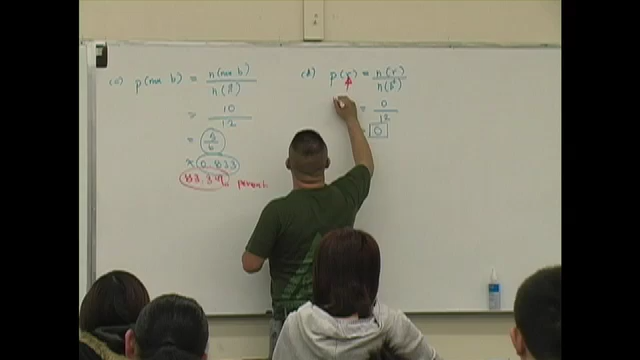 (c) p(not b) = n(not b) / n(S)
= 10 / 12
= 5 / 6
≈ 0.833
83.3% percent
(d) p(r) = n(r) / n(S)
= 0 / 12
= 0